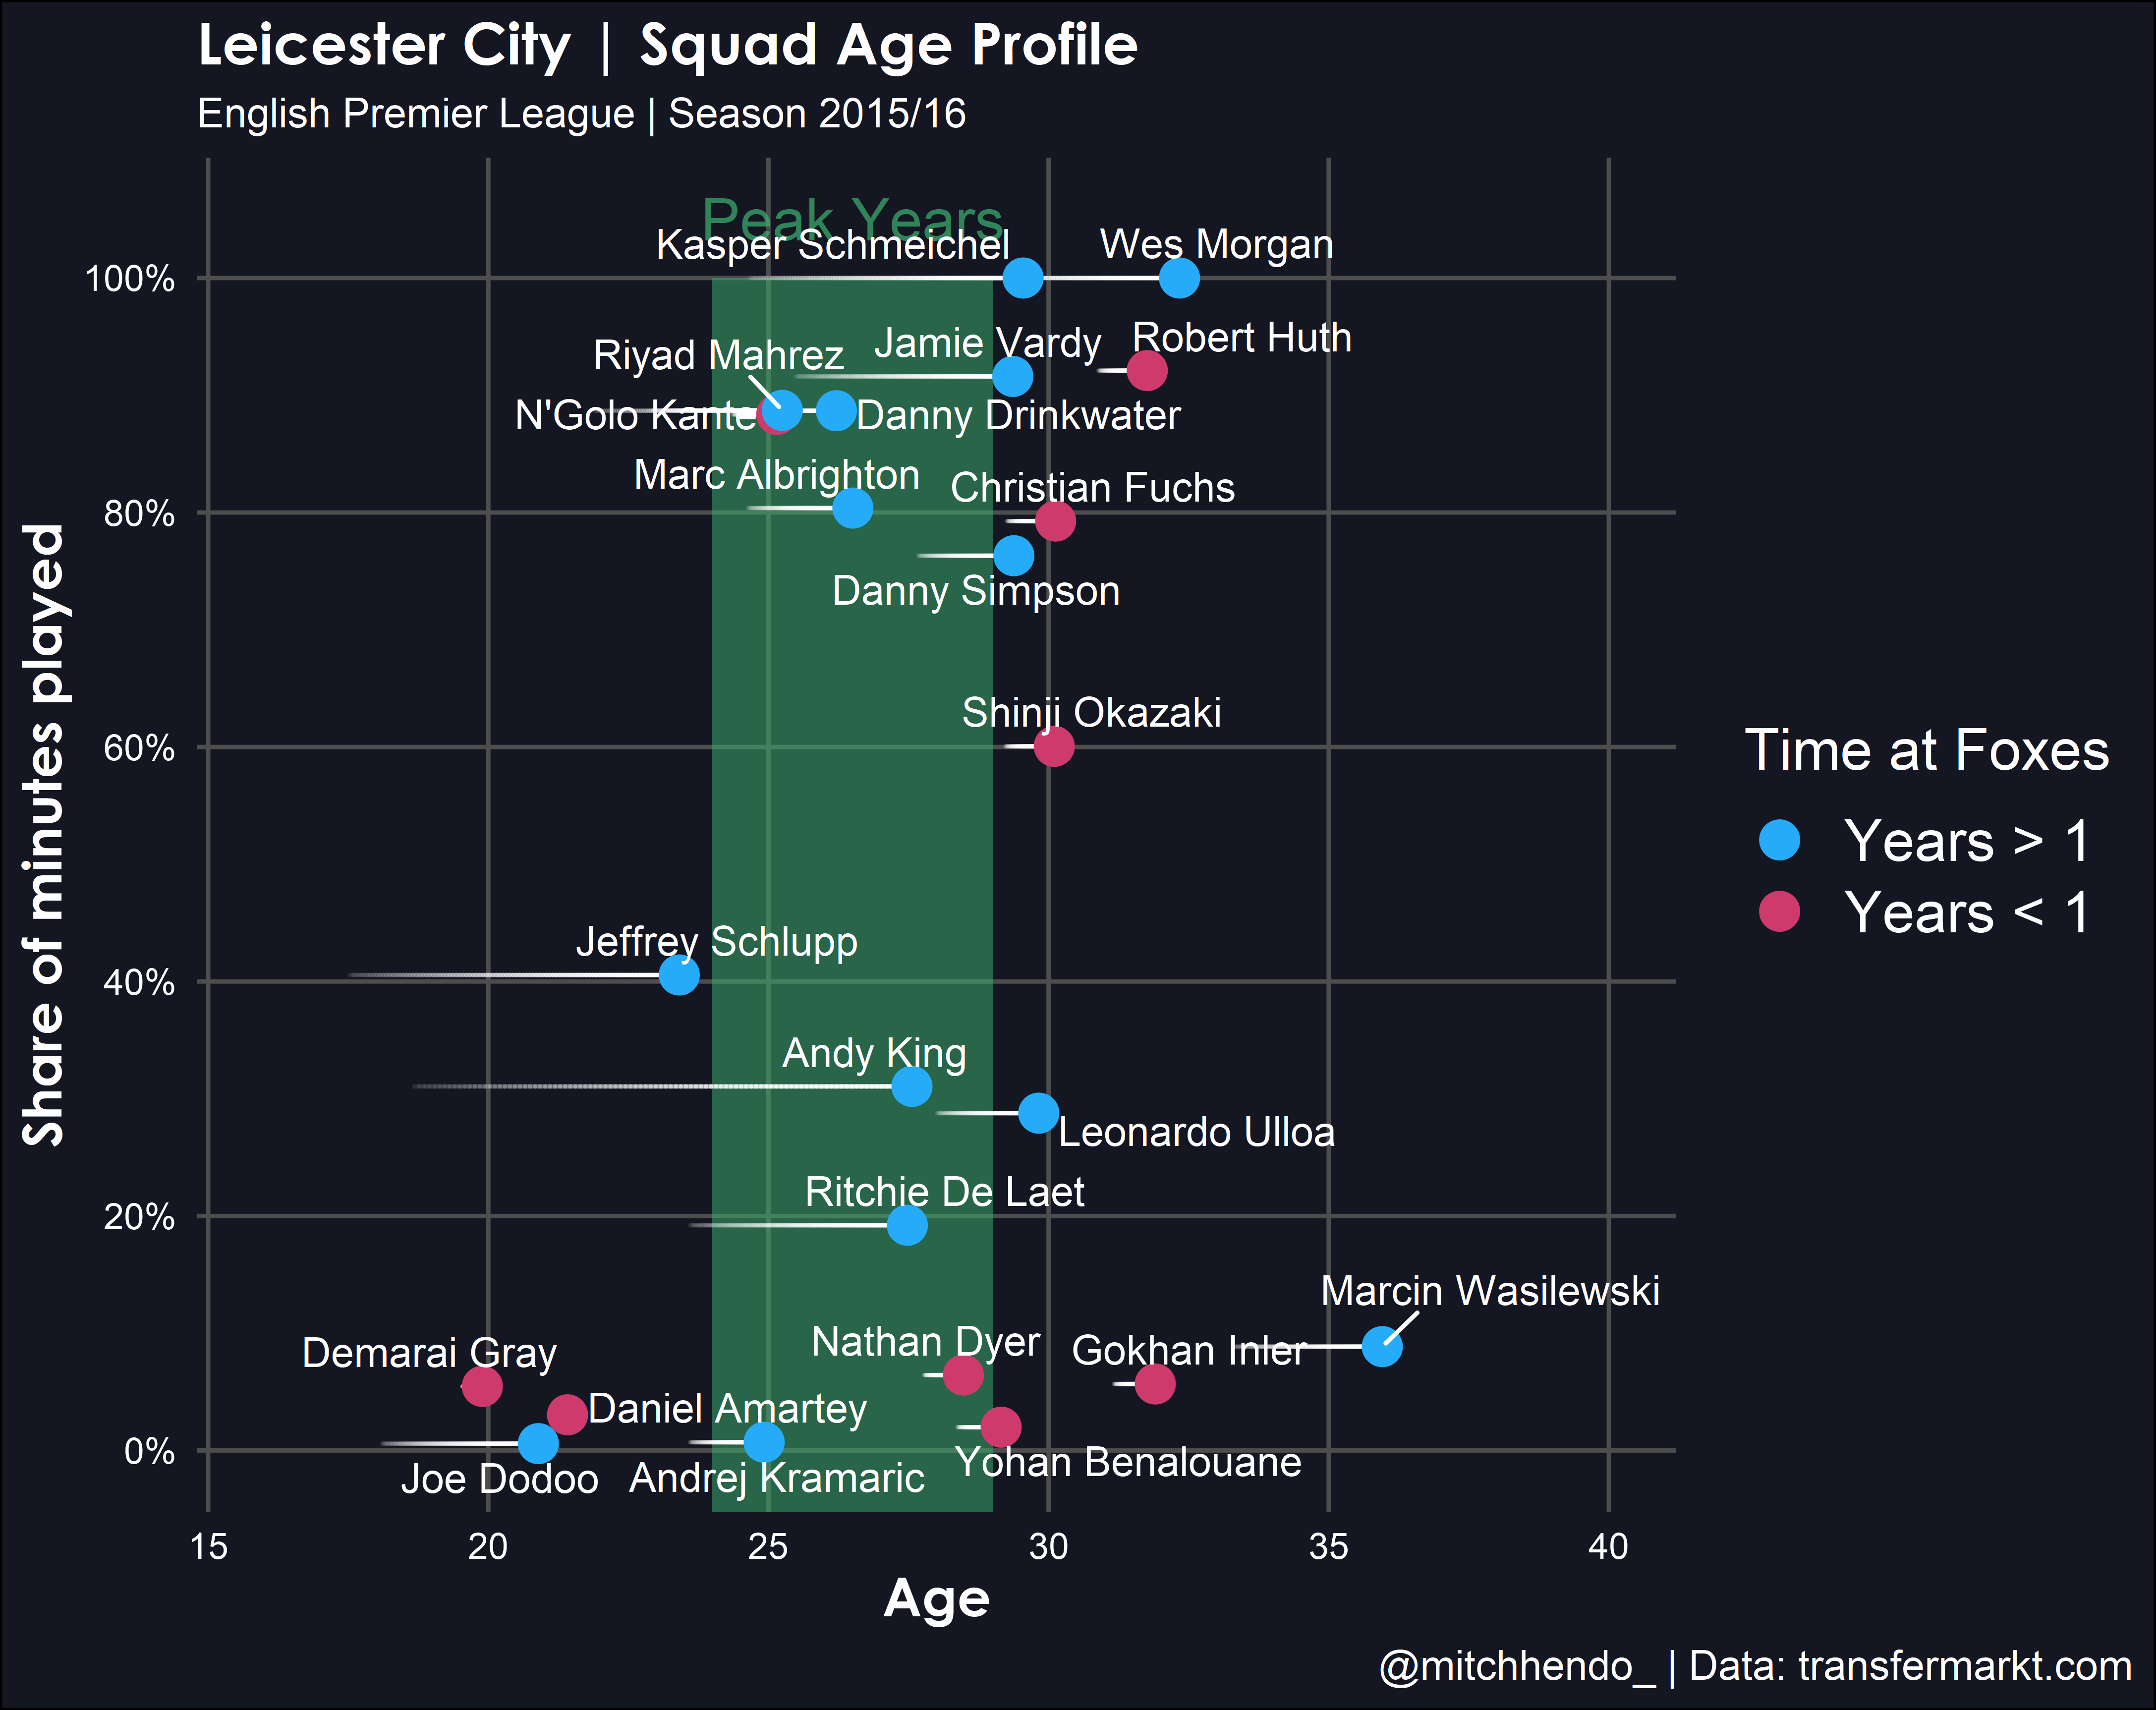 Leicester City | Squad Age Profile
English Premier League | Season 2015/16
Peak Years
Kasper Schmeichel
Wes Morgan
100%
Robert Huth
Jamie Vardy
Riyad Mahrez
N'Golo Kante
Danny Drinkwater
Marc Albrighton
Christian Fuchs
80%
Danny Simpson
Shinji Okazaki
60%
Jeffrey Schlupp
40%
Andy King
Leonardo Ulloa
Ritchie De Laet
20%
Marcin Wasilewski
Nathan Dyer
Gokhan Inler
Demarai Gray
Daniel Amartey
0%
Yohan Benalouane
Joe Dodoo
Andrej Kramaric
15
20
25
30
35
40
Age
Share of minutes played
Time at Foxes
Years > 1
Years < 1
@mitchhendo_ | Data: transfermarkt.com